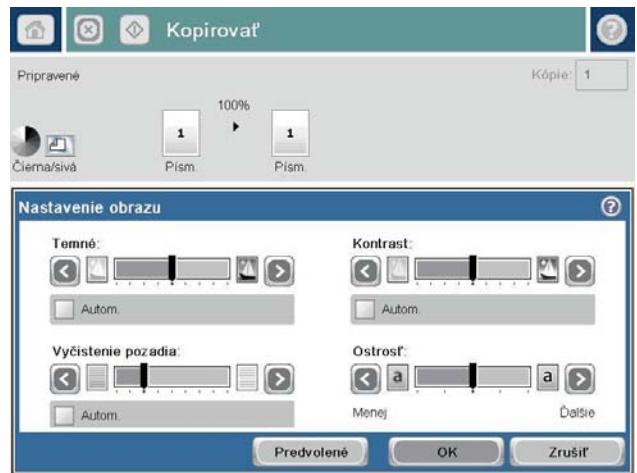 Kopírovať
Pripravené
Kópie: 1
100%
1
1
Čierna/sivá
Písm.
Písm.
Nastavenie obrazu
Temné:
Kontrast:
Autom.
Autom.
Vyčistenie pozadia:
Ostrosť:
a
a
Autom.
Menej
Ďalšie
Predvolené
OK
Zrušiť